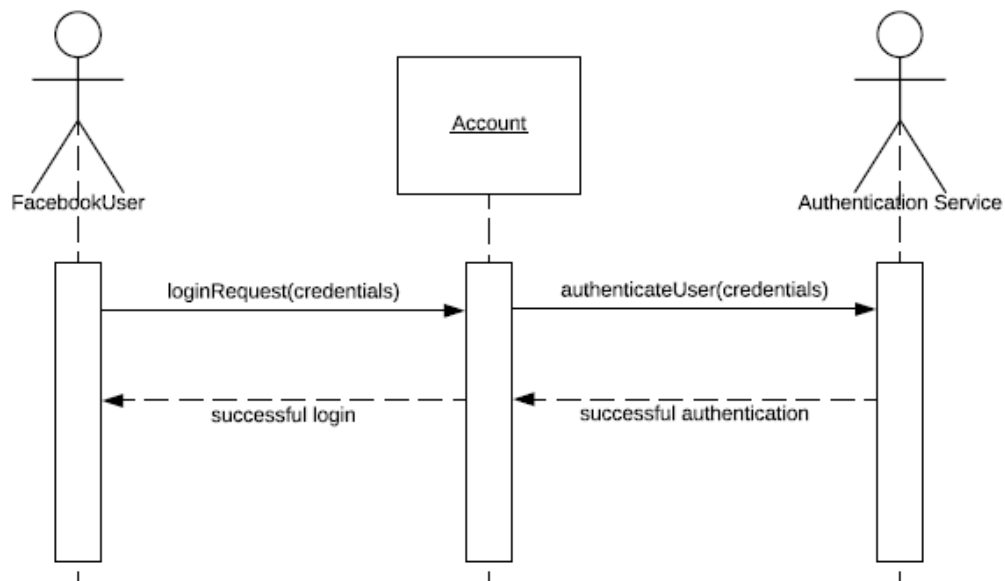 Account
FacebookUser
Authentication Service
loginRequest(credentials)
authenticateUser(credentials)
successful login
successful authentication